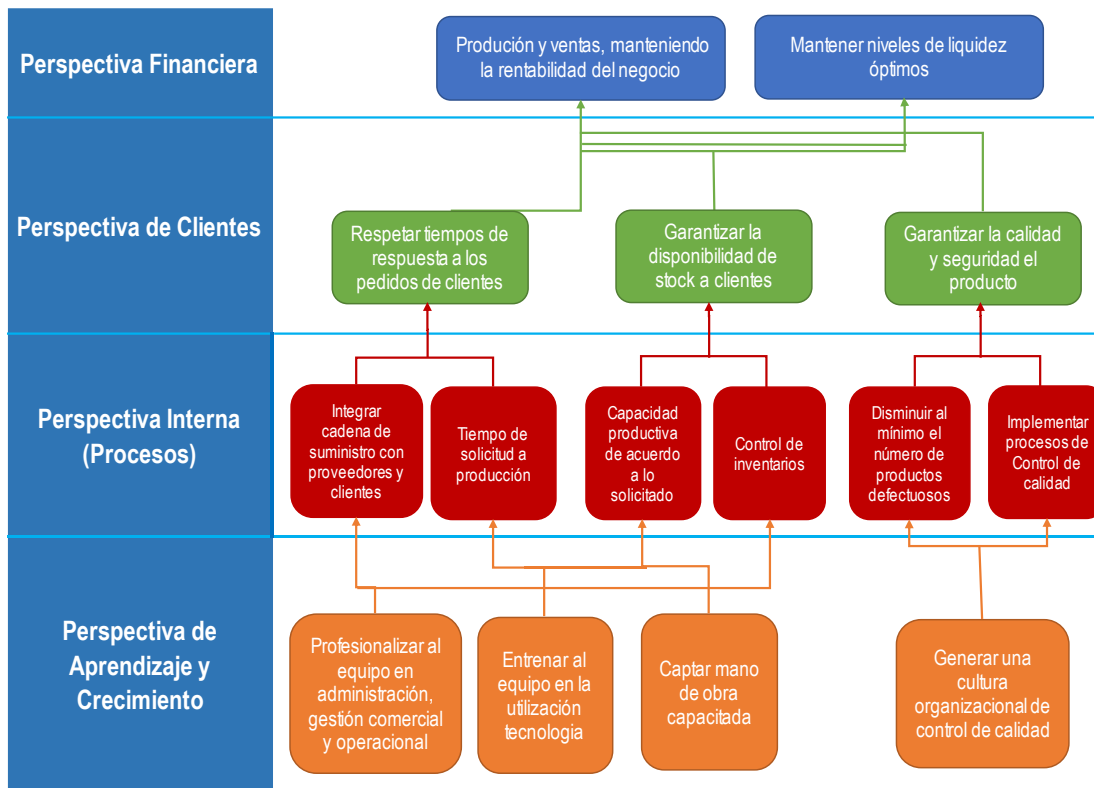 Perspectiva Financiera
Produción y ventas, manteniendo
la rentabilidad del negocio
Mantener niveles de liquidez
óptimos
Perspectiva de Clientes
Respetar tiempos de
respuesta a los
pedidos de clientes
Garantizar la
disponibilidad de
stock a clientes
Garantizar la calidad
y seguridad el
producto
Perspectiva Interna
(Procesos)
Integrar
cadena de
suministro con
proveedores y
clientes
Tiempo de
solicitud a
producción
Capacidad
productiva
de acuerdo
a lo
solicitado
Control de
inventarios
Disminuir al
mínimo el
número de
productos
defectuosos
Implementar
procesos de
Control de
calidad
Perspectiva de
Aprendizaje y
Crecimiento
Profesionalizar al
equipo en
administración,
gestión comercial
y operacional
Entrenar al
equipo en la
utilización
tecnologia
Captar mano
de obra
capacitada
Generar una
cultura
organizacional de
control de calidad